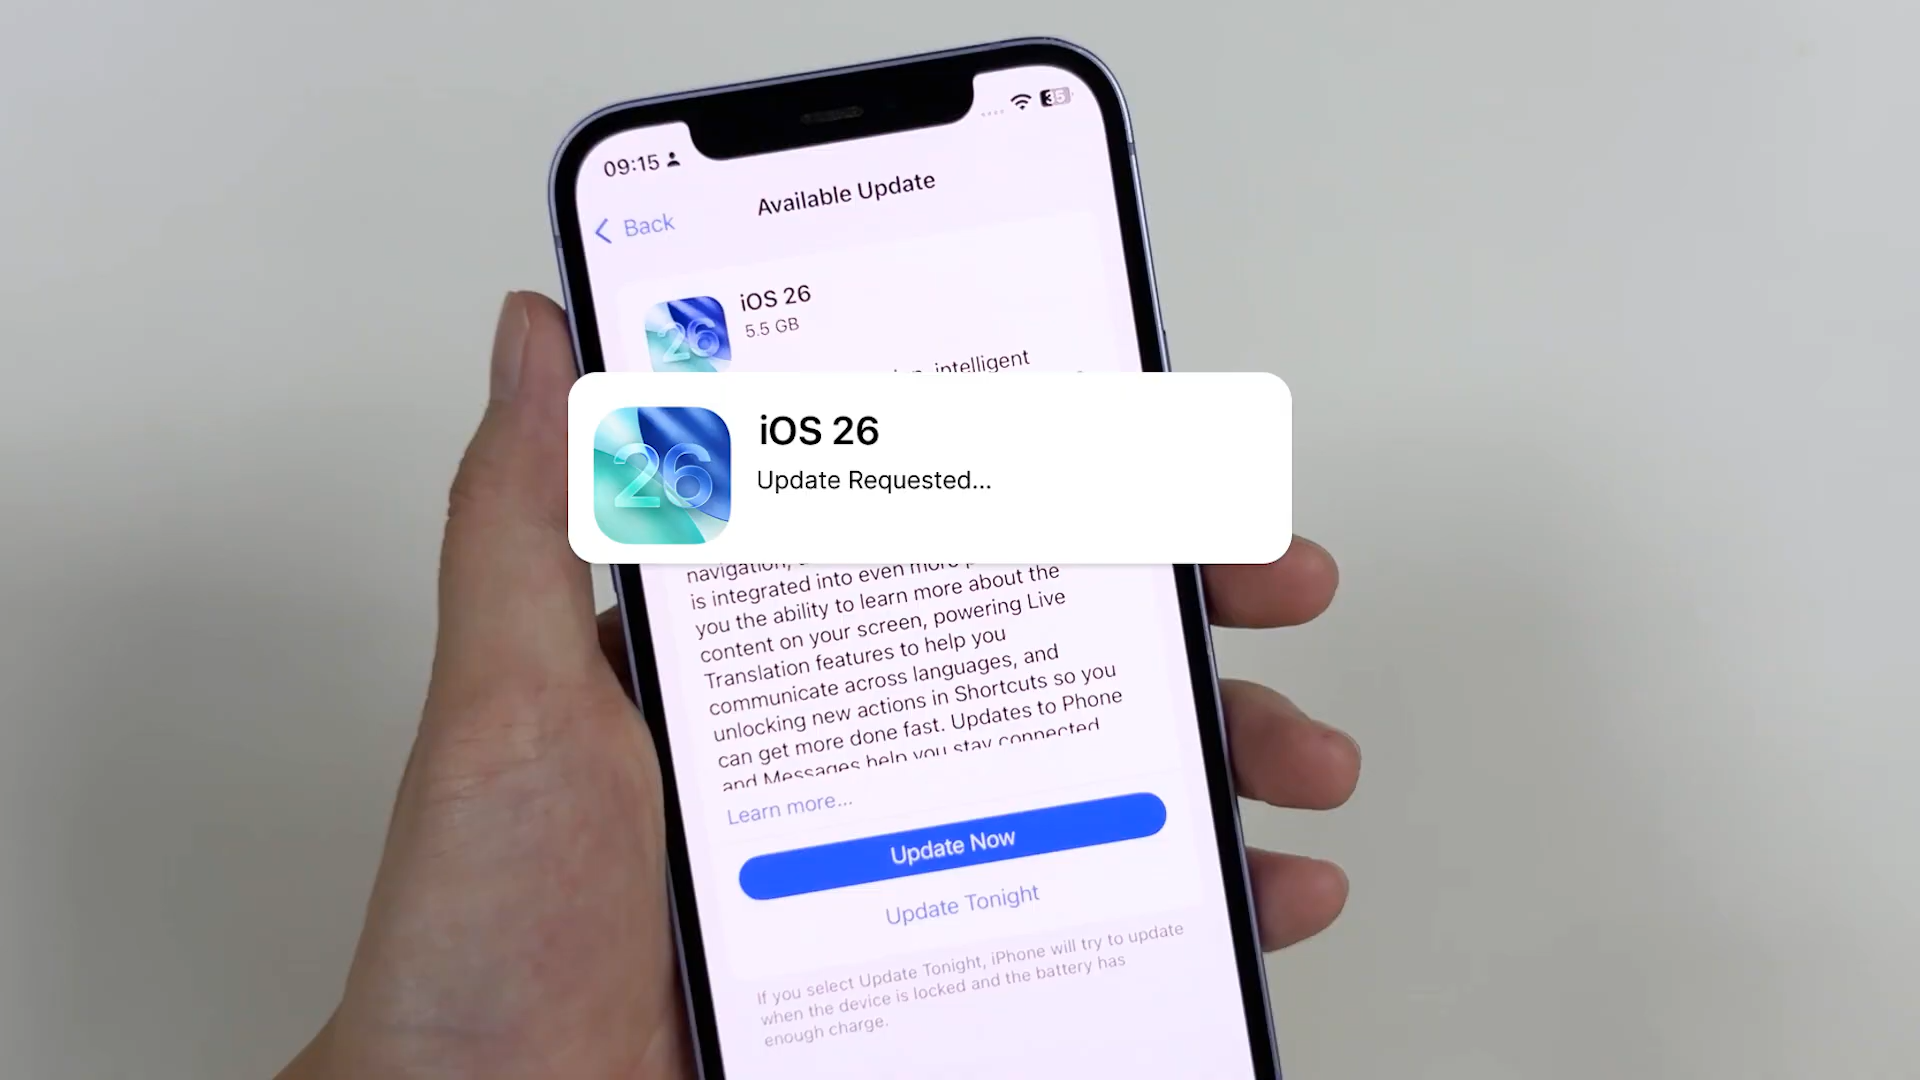 09:15
35
Available Update
Back
iOS 26
5.5 GB
26
intelligent
iOS 26
Update Requested...
26
navigation,
is integrated into even more
you the ability to learn more about the
content on your screen, powering Live
Translation features to help you
communicate across languages, and
unlocking new actions in Shortcuts so you
can get more done fast. Updates to Phone
and Messages help you stay connected
Learn more...
Update Now
Update Tonight
If you select Update Tonight, iPhone will try to update
when the device is locked and the battery has
enough charge.